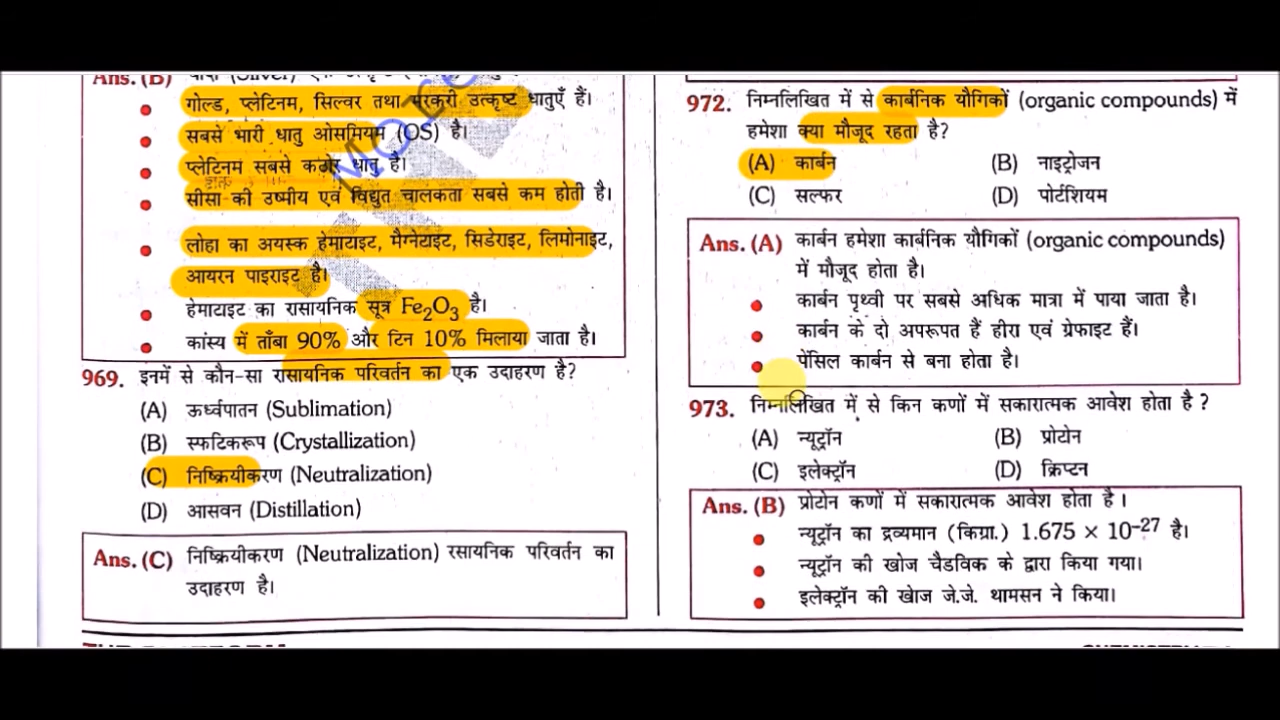 Ans. (B)
गोल्ड, प्लेटिनम, सिल्वर तथा मरकरी उत्कृष्ट धातुएँ हैं।
सबसे भारी धातु ओसमियम (OS) है।
प्लेटिनम सबसे कठोर धातु है।
सीसा की उष्मीय एवं विद्युत चालकता सबसे कम होती है।
लोहा का अयस्क हेमाटाइट, मैग्नेटाईट, सिडेराइट, लिमोनाइट,
आयरन पाइराइट है।
हेमाटाइट का रासायनिक सूत्र Fe₂O₃ है।
कांस्य में ताँबा 90% और टिन 10% मिलाया जाता है।
969. इनमें से कौन-सा रासायनिक परिवर्तन का एक उदाहरण है?
(A) ऊर्ध्वपातन (Sublimation)
(B) स्फटिकरूप (Crystallization)
(C) निष्क्रियीकरण (Neutralization)
(D) आसवन (Distillation)
Ans. (C) निष्क्रियीकरण (Neutralization) रसायनिक परिवर्तन का
उदाहरण है।
972. निम्नलिखित में से कार्बनिक यौगिकों (organic compounds) में
हमेशा क्या मौजूद रहता है?
(A) कार्बन (B) नाइट्रोजन
(C) सल्फर (D) पोर्टशियम
Ans. (A) कार्बन हमेशा कार्बनिक यौगिकों (organic compounds)
में मौजूद होता है।
कार्बन पृथ्वी पर सबसे अधिक मात्रा में पाया जाता है।
कार्बन के दो अपरूपत हैं हीरा एवं ग्रेफाइट हैं।
पेंसिल कार्बन से बना होता है।
973. निम्नलिखित में से किन कणों में सकारात्मक आवेश होता है ?
(A) न्यूट्रॉन (B) प्रोटोन
(C) इलेक्ट्रॉन (D) क्रिप्टन
Ans. (B) प्रोटोन कणों में सकारात्मक आवेश होता है ।
न्यूट्रॉन का द्रव्यमान (किग्रा.) 1.675 × 10⁻²⁷ है।
न्यूट्रॉन की खोज चैडविक के द्वारा किया गया।
इलेक्ट्रॉन की खोज जे.जे. थामसन ने किया।